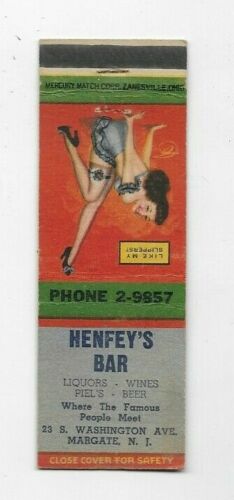 MERCURY MATCH CORP. ZANESVILLE, OHIO
LIKE MY
SLIPPERS?
PHONE 2-9857
HENFEY'S
BAR
LIQUORS - WINES
PIEL'S - BEER
Where The Famous
People Meet
23 S. WASHINGTON AVE.
MARGATE, N. J.
CLOSE COVER FOR SAFETY